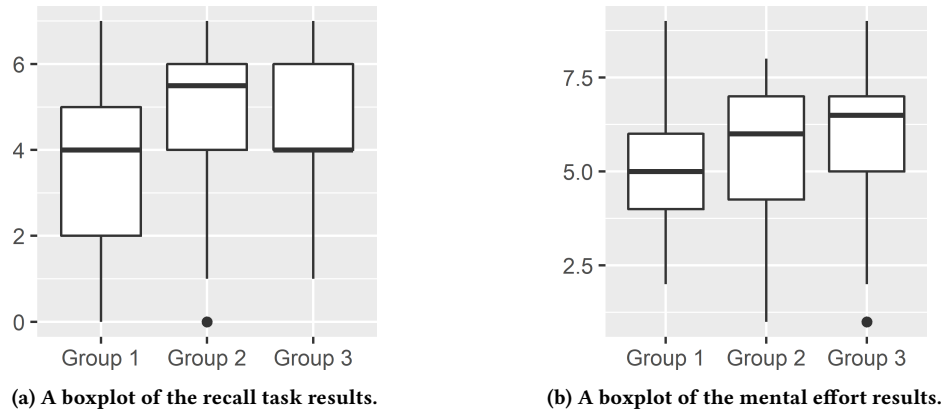 6
4
2
0
Group 1 Group 2 Group 3
(a) A boxplot of the recall task results.
7.5
5.0
2.5
Group 1 Group 2 Group 3
(b) A boxplot of the mental effort results.